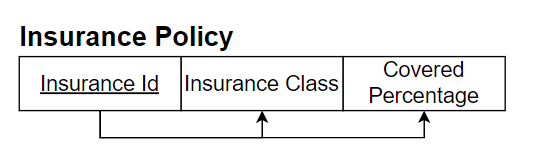 Insurance Policy
Insurance Id
Insurance Class
Covered
Percentage